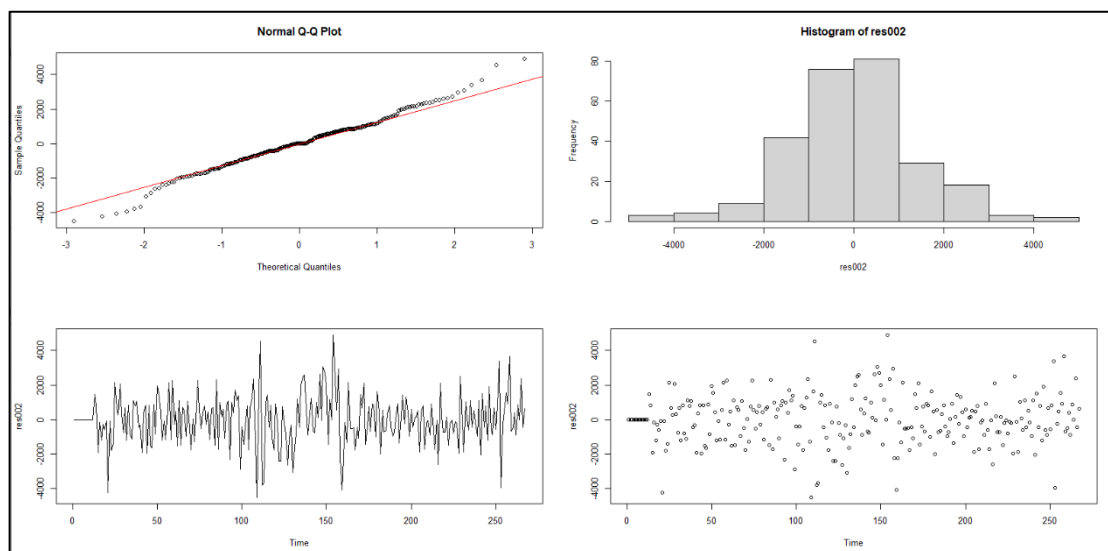 Normal Q-Q Plot
Sample Quantiles
-4000 -2000 0 2000 4000
-3 -2 -1 0 1 2 3
Theoretical Quantiles
Histogram of res002
Frequency
0 20 40 60 80
-4000 -2000 0 2000 4000
res002
res002
-4000 -2000 0 2000 4000
0 50 100 150 200 250
Time
res002
-4000 -2000 0 2000 4000
0 50 100 150 200 250
Time